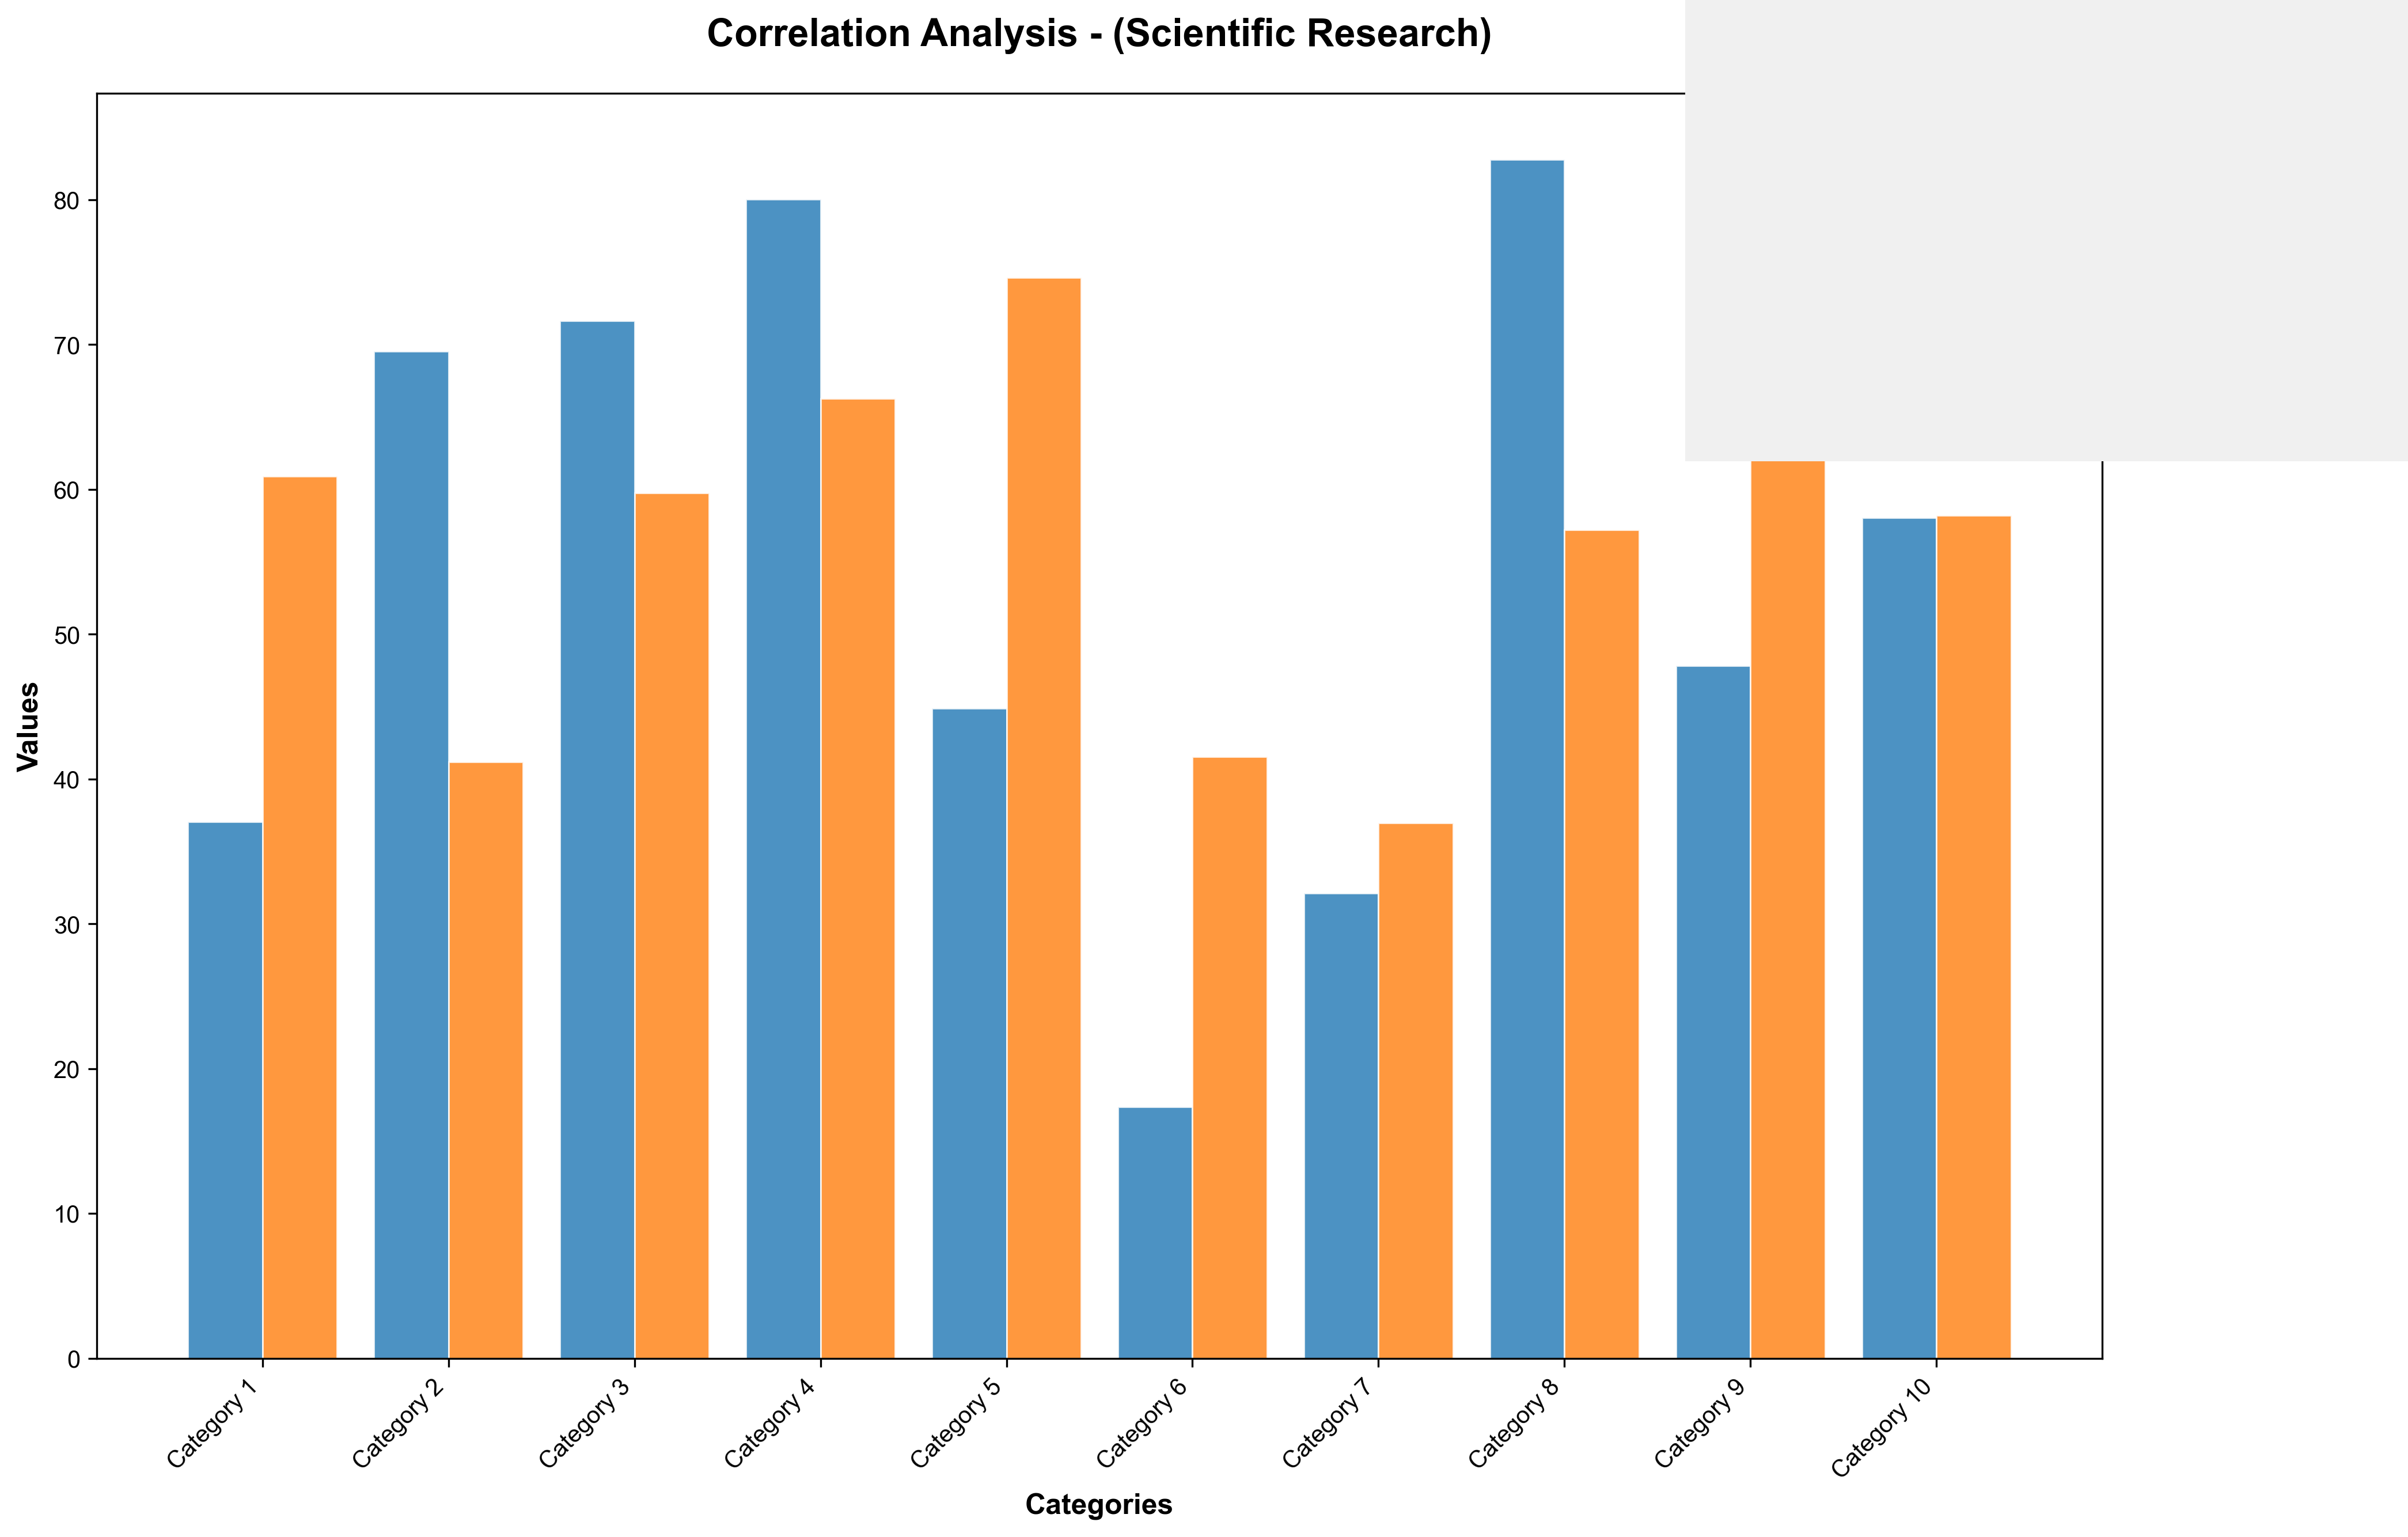 Correlation Analysis - (Scientific Research)
Values
80
70
60
50
40
30
20
10
0
Category 1
Category 2
Category 3
Category 4
Category 5
Category 6
Category 7
Category 8
Category 9
Category 10
Categories